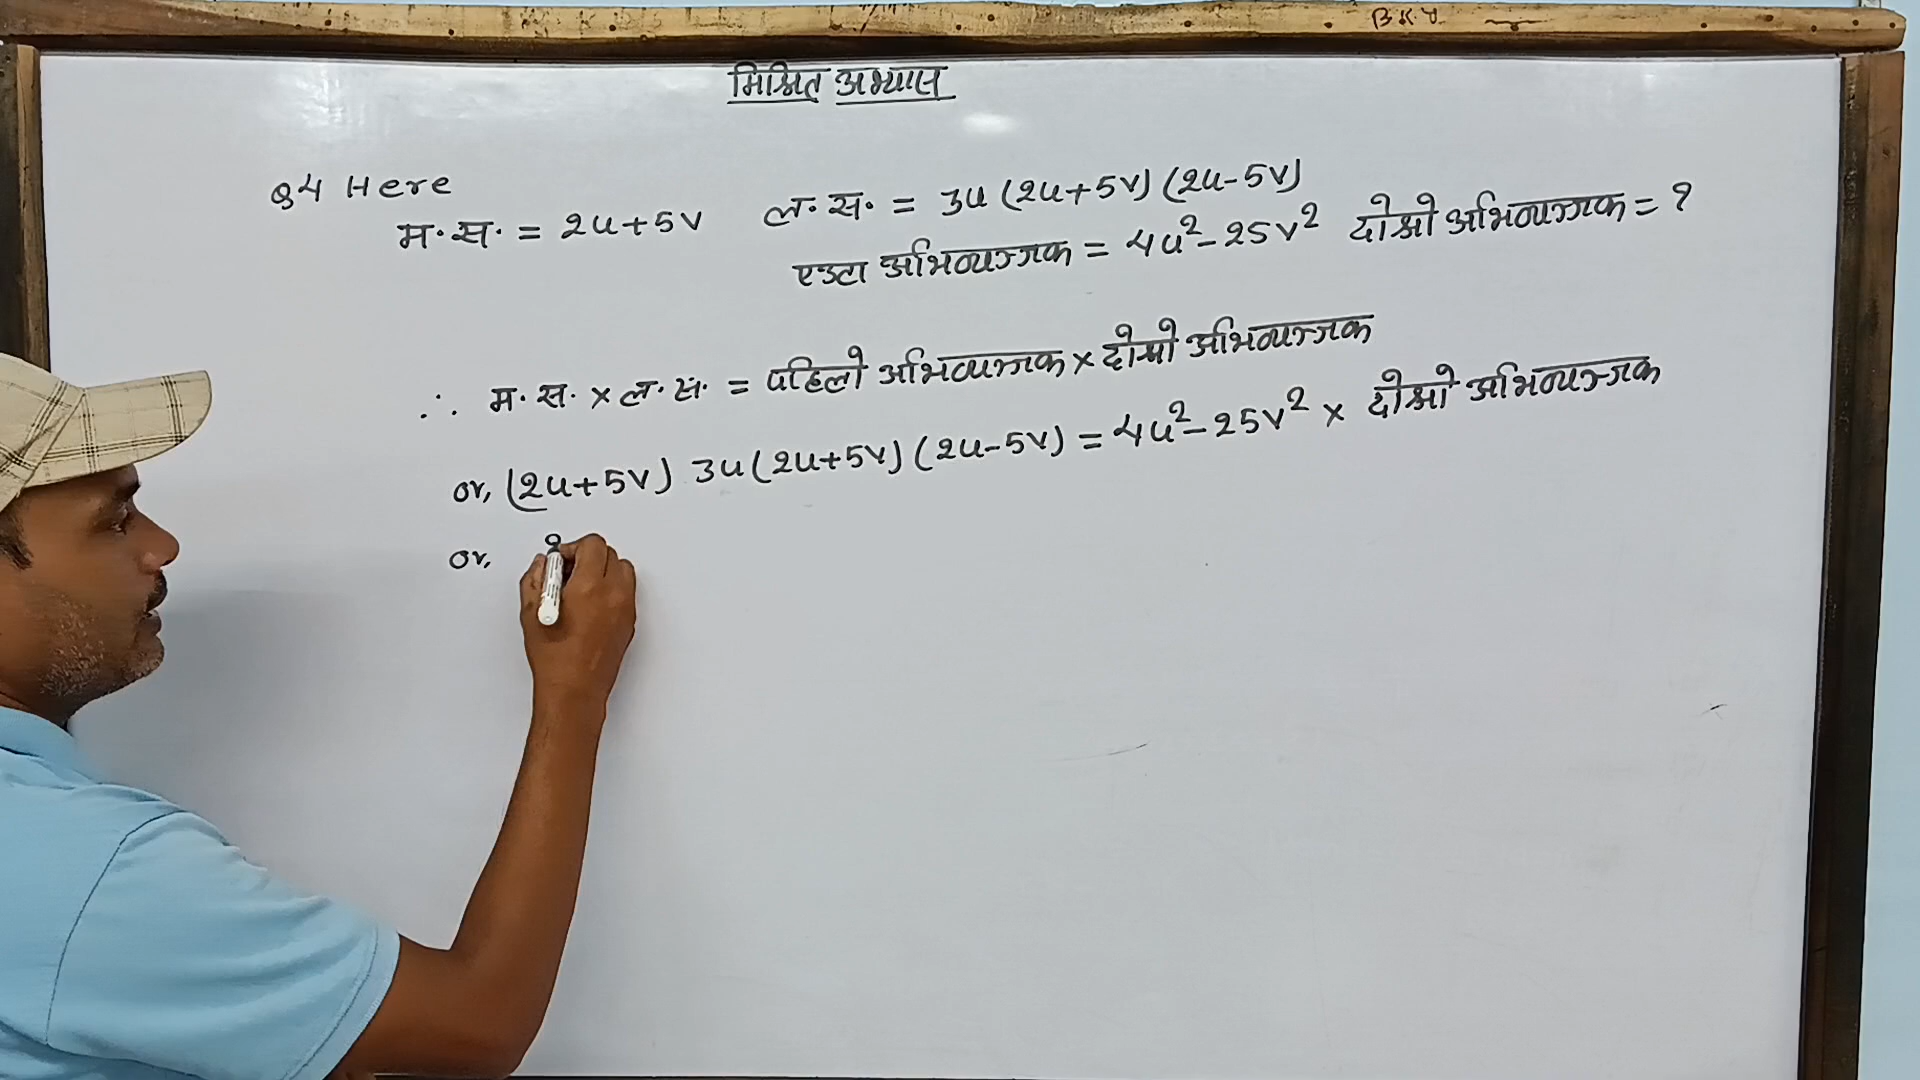 B.K.Y
मिश्रित अभ्यास
Q4 Here
म.स. = 2u+5v ल.स. = 3u (2u+5v) (2u-5v)
एउटा अभिव्यञ्जक = 4u²-25v² दोस्रो अभिव्यञ्जक = ?
∴ म.स. × ल.स. = पहिलो अभिव्यञ्जक × दोस्रो अभिव्यञ्जक
or, (2u+5v) 3u(2u+5v) (2u-5v) = 4u²-25v² × दोस्रो अभिव्यञ्जक
or,